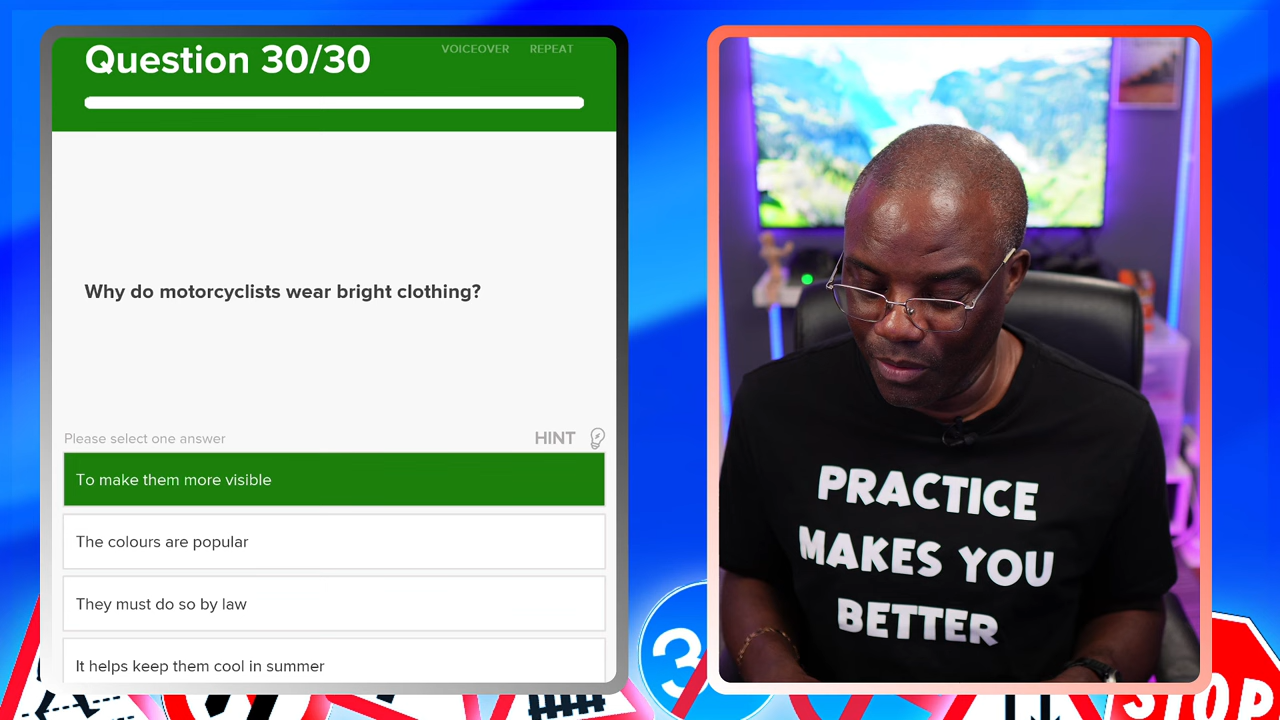 Question 30/30
VOICEOVER REPEAT
Why do motorcyclists wear bright clothing?
Please select one answer
HINT
To make them more visible
The colours are popular
They must do so by law
It helps keep them cool in summer
PRACTICE
MAKES YOU
BETTER
3
STOP